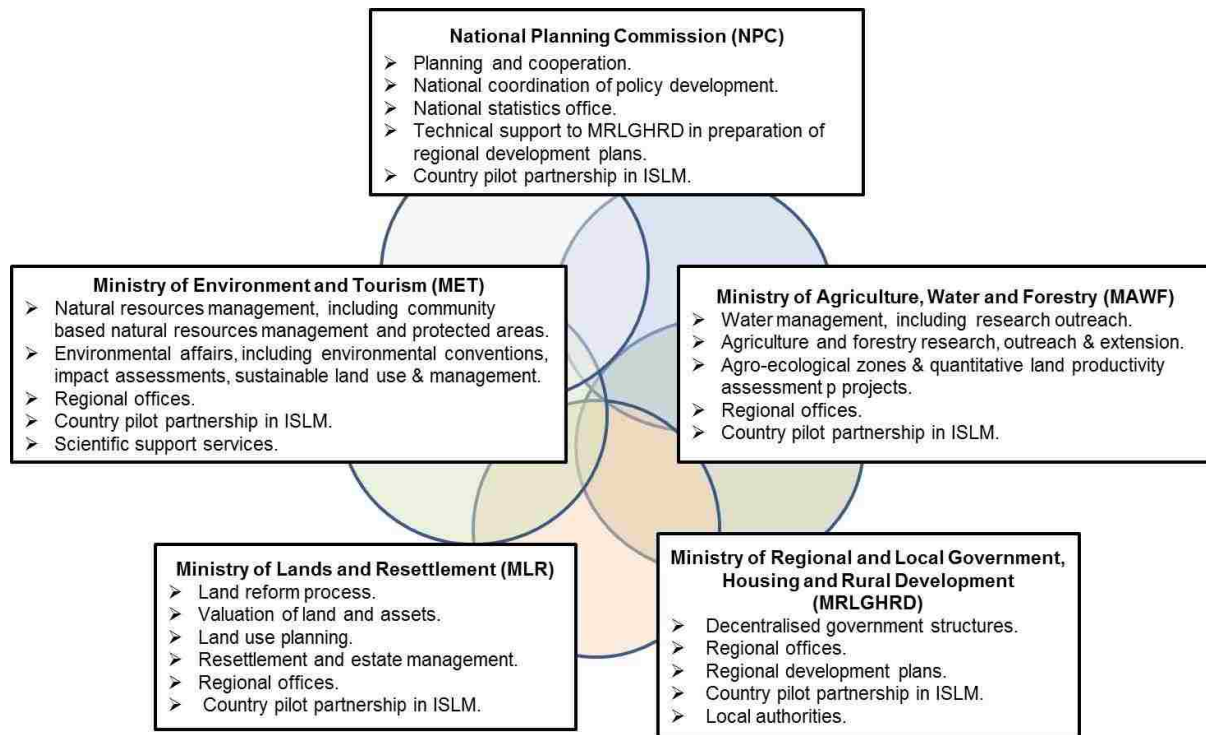 National Planning Commission (NPC)
➢ Planning and cooperation.
➢ National coordination of policy development.
➢ National statistics office.
➢ Technical support to MRLGHRD in preparation of
regional development plans.
➢ Country pilot partnership in ISLM.
Ministry of Environment and Tourism (MET)
➢ Natural resources management, including community
based natural resources management and protected areas.
➢ Environmental affairs, including environmental conventions,
impact assessments, sustainable land use & management.
➢ Regional offices.
➢ Country pilot partnership in ISLM.
➢ Scientific support services.
Ministry of Agriculture, Water and Forestry (MAWF)
➢ Water management, including research outreach.
➢ Agriculture and forestry research, outreach & extension.
➢ Agro-ecological zones & quantitative land productivity
assessment p projects.
➢ Regional offices.
➢ Country pilot partnership in ISLM.
Ministry of Lands and Resettlement (MLR)
➢ Land reform process.
➢ Valuation of land and assets.
➢ Land use planning.
➢ Resettlement and estate management.
➢ Regional offices.
➢ Country pilot partnership in ISLM.
Ministry of Regional and Local Government,
Housing and Rural Development
(MRLGHRD)
➢ Decentralised government structures.
➢ Regional offices.
➢ Regional development plans.
➢ Country pilot partnership in ISLM.
➢ Local authorities.